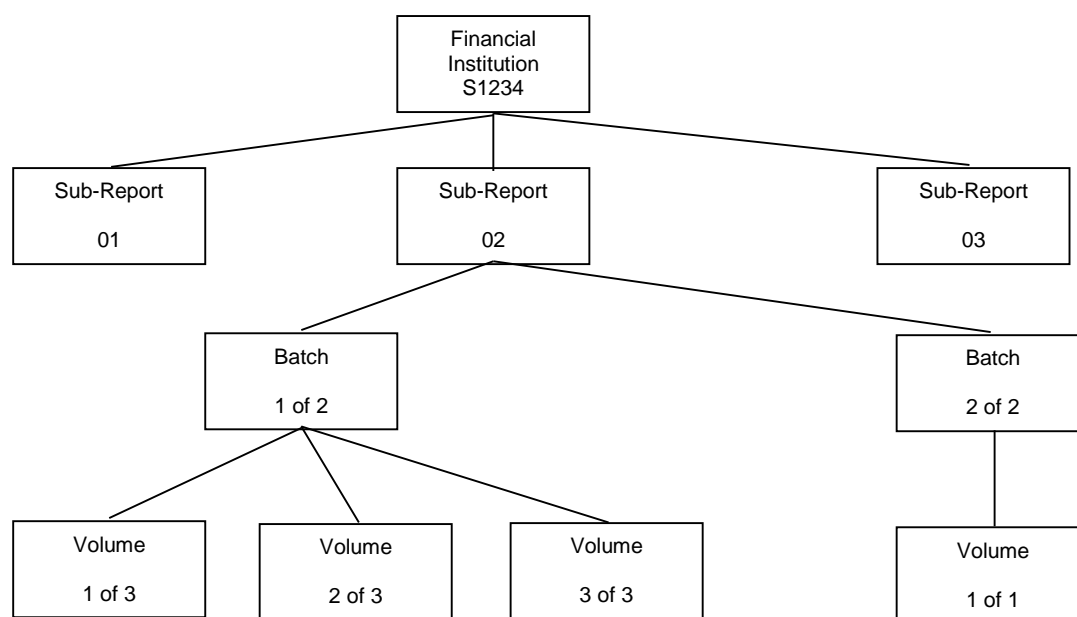 Financial
Institution
S1234
Sub-Report
01
Sub-Report
02
Sub-Report
03
Batch
1 of 2
Batch
2 of 2
Volume
1 of 3
Volume
2 of 3
Volume
3 of 3
Volume
1 of 1